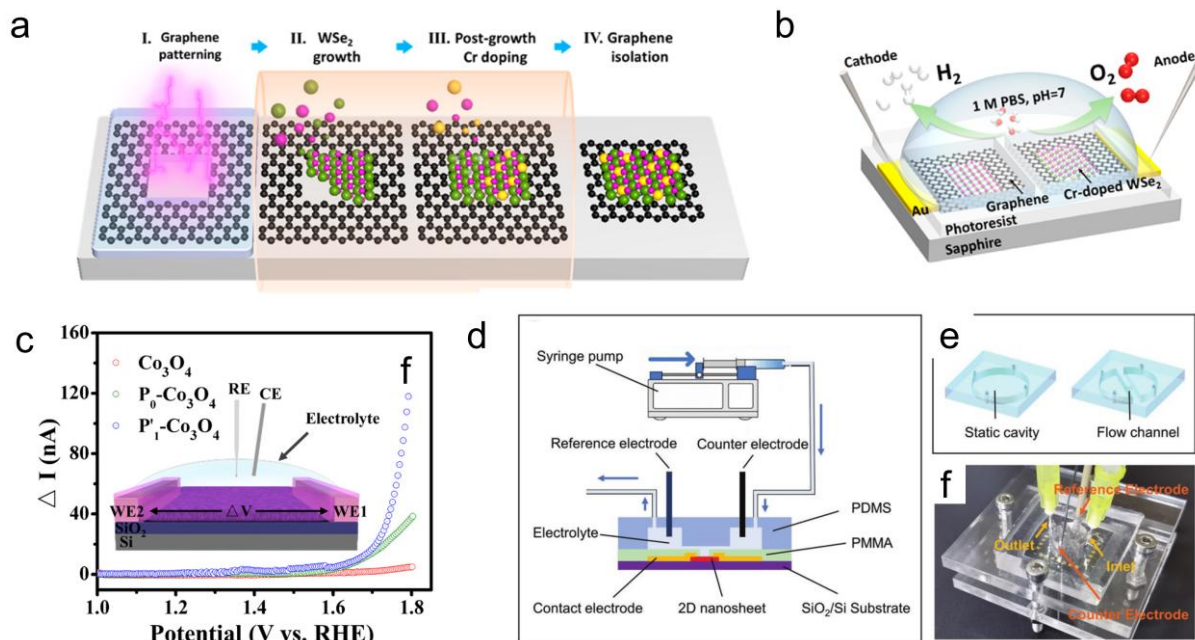 a
I. Graphene
patterning
II. WSe₂
growth
III. Post-growth
Cr doping
IV. Graphene
isolation
b
Cathode
H₂
O₂
Anode
1 M PBS, pH=7
Au
Graphene
Cr-doped WSe₂
Photoresist
Sapphire
c
160
120
80
40
0
Δ I (nA)
Co₃O₄
P₀-Co₃O₄
P'₁-Co₃O₄
f
RE
CE
Electrolyte
WE2
ΔV
WE1
SiO₂
Si
1.0
1.2
1.4
1.6
1.8
Potential (V vs. RHE)
d
Syringe pump
Reference electrode
Counter electrode
PDMS
Electrolyte
PMMA
Contact electrode
2D nanosheet
SiO₂/Si Substrate
e
Static cavity
Flow channel
f
Reference Electrode
Outlet
Inlet
Counter Electrode